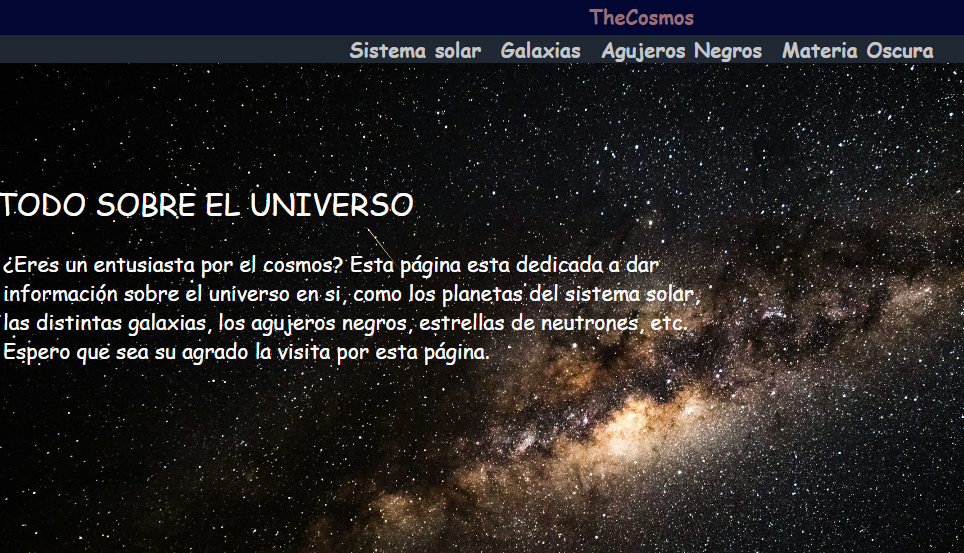 TheCosmos
Sistema solar Galaxias Agujeros Negros Materia Oscura
TODO SOBRE EL UNIVERSO
¿Eres un entusiasta por el cosmos? Esta página esta dedicada a dar
información sobre el universo en si, como los planetas del sistema solar,
las distintas galaxias, los agujeros negros, estrellas de neutrones, etc.
Espero que sea su agrado la visita por esta página.